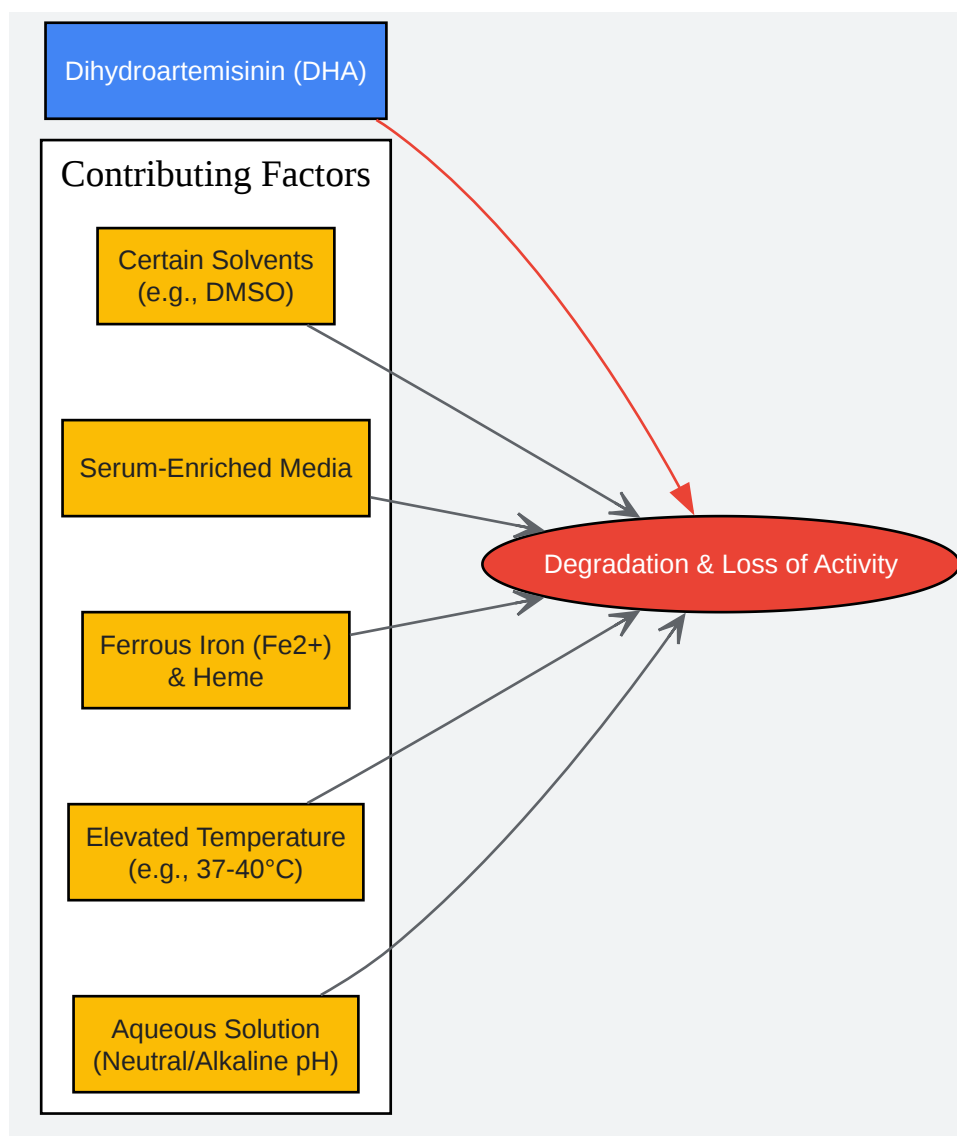 Dihydroartemisinin (DHA)
Contributing Factors
Certain Solvents
(e.g., DMSO)
Serum-Enriched Media
Degradation & Loss of Activity
Ferrous Iron (Fe2+)
& Heme
Elevated Temperature
(e.g., 37-40°C)
Aqueous Solution
(Neutral/Alkaline pH)